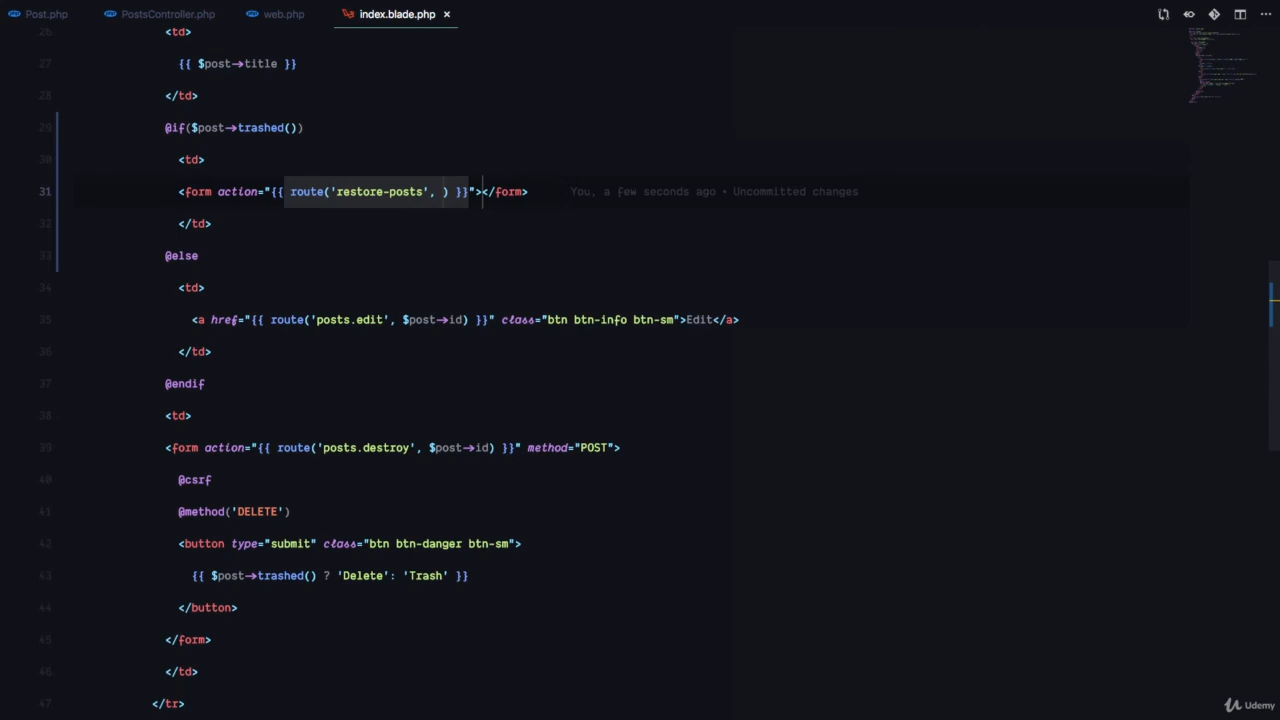 Post.php PostsController.php web.php index.blade.php ×
26 <td>
27 {{ $post->title }}
28 </td>
29 @if($post->trashed())
30 <td>
31 <form action="{{ route('restore-posts', ) }}"></form> You, a few seconds ago • Uncommitted changes
32 </td>
33 @else
34 <td>
35 <a href="{{ route('posts.edit', $post->id) }}" class="btn btn-info btn-sm">Edit</a>
36 </td>
37 @endif
38 <td>
39 <form action="{{ route('posts.destroy', $post->id) }}" method="POST">
40 @csrf
41 @method('DELETE')
42 <button type="submit" class="btn btn-danger btn-sm">
43 {{ $post->trashed() ? 'Delete': 'Trash' }}
44 </button>
45 </form>
46 </td>
47 </tr>
Udemy